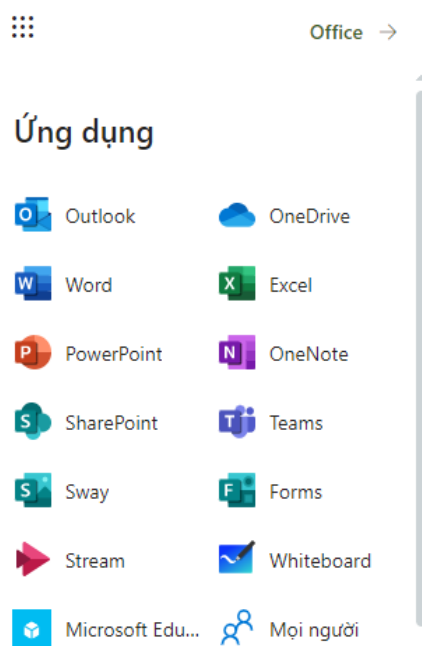 Office →
Ứng dụng
Outlook OneDrive
Word Excel
PowerPoint OneNote
SharePoint Teams
Sway Forms
Stream Whiteboard
Microsoft Edu... Mọi người